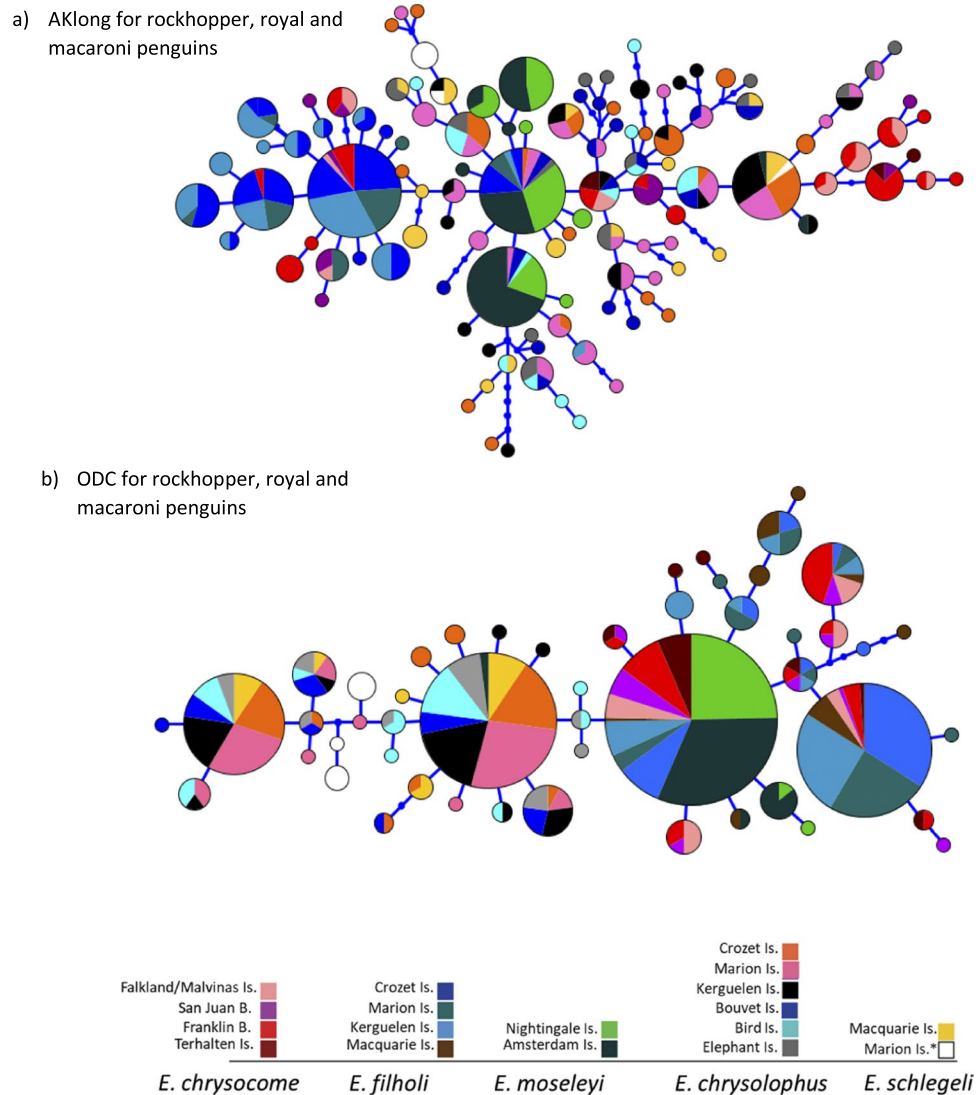 a) AKlong for rockhopper, royal and
macaroni penguins
b) ODC for rockhopper, royal and
macaroni penguins
Falkland/Malvinas Is.
San Juan B.
Franklin B.
Terhalten Is.
Crozet Is.
Marion Is.
Kerguelen Is.
Macquarie Is.
Nightingale Is.
Amsterdam Is.
Crozet Is.
Marion Is.
Kerguelen Is.
Bouvet Is.
Bird Is.
Elephant Is.
Macquarie Is.
Marion Is.*
E. chrysocome E. filholi E. moseleyi E. chrysolophus E. schlegeli